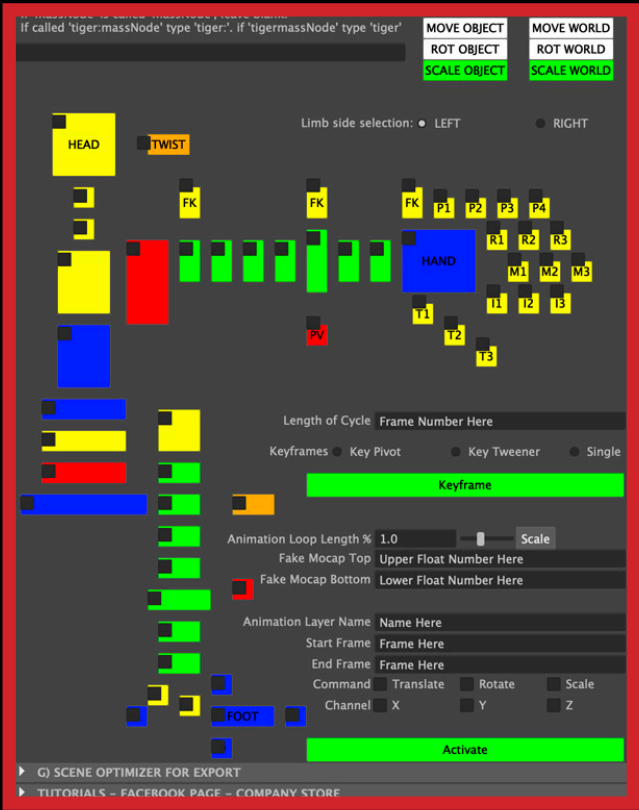 If called 'tiger:massNode' type 'tiger:'. if 'tigermassNode' type 'tiger'
MOVE OBJECT MOVE WORLD
ROT OBJECT ROT WORLD
SCALE OBJECT SCALE WORLD
Limb side selection: LEFT RIGHT
HEAD TWIST
FK FK FK P1 P2 P3 P4
R1 R2 R3
HAND M1 M2 M3
I1 I2 I3
T1
PV T2
T3
Length of Cycle Frame Number Here
Keyframes Key Pivot Key Tweener Single
Keyframe
Animation Loop Length % 1.0 Scale
Fake Mocap Top Upper Float Number Here
Fake Mocap Bottom Lower Float Number Here
Animation Layer Name Name Here
Start Frame Frame Here
End Frame Frame Here
Command Translate Rotate Scale
Channel X Y Z
FOOT
Activate
G) SCENE OPTIMIZER FOR EXPORT
TUTORIALS - FACEBOOK PAGE - COMPANY STORE